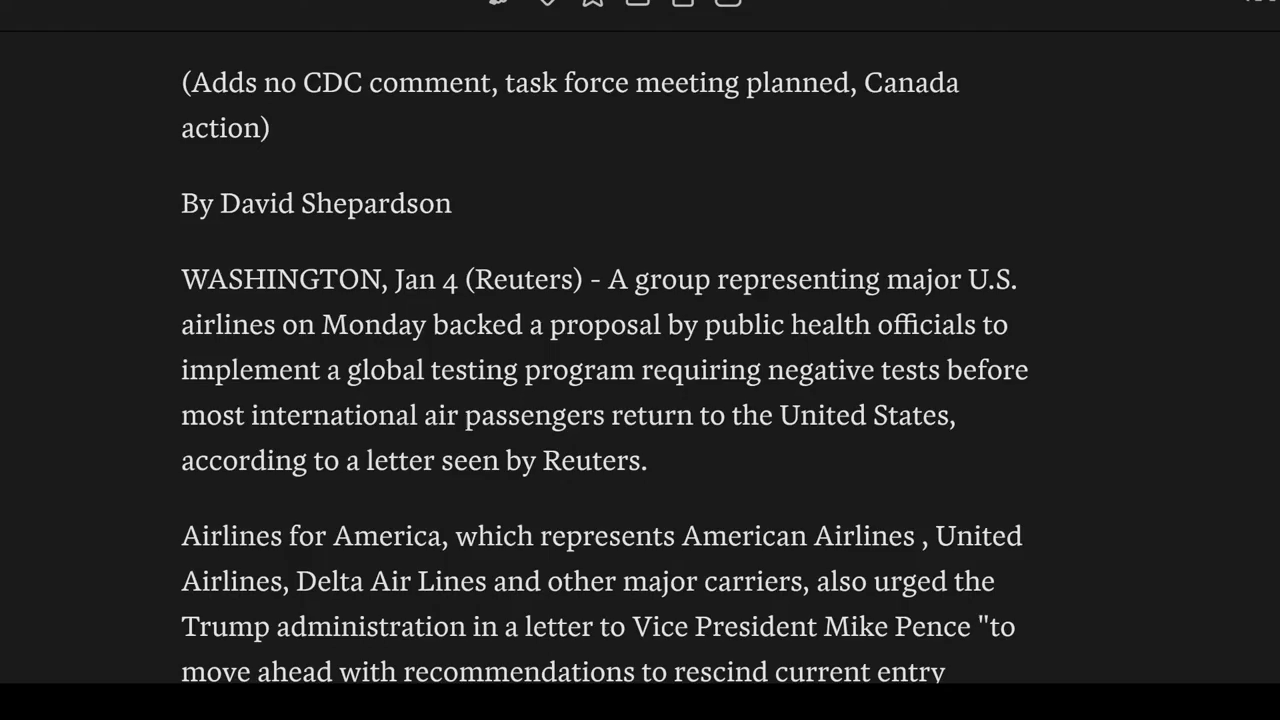 (Adds no CDC comment, task force meeting planned, Canada
action)
By David Shepardson
WASHINGTON, Jan 4 (Reuters) - A group representing major U.S.
airlines on Monday backed a proposal by public health officials to
implement a global testing program requiring negative tests before
most international air passengers return to the United States,
according to a letter seen by Reuters.
Airlines for America, which represents American Airlines , United
Airlines, Delta Air Lines and other major carriers, also urged the
Trump administration in a letter to Vice President Mike Pence "to
move ahead with recommendations to rescind current entry